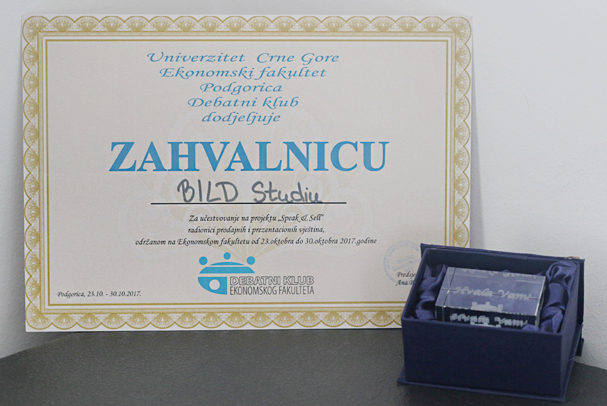 Univerzitet Crne Gore
Ekonomski fakultet
Podgorica
Debatni klub
dodjeljuje
ZAHVALNICU
BILD Studiu
Za učestvovanje na projektu „Speak & Sell"
radionici prodajnih i prezentacionih vještina,
održanom na Ekonomskom fakultetu od 23.oktobra do 30.oktobra 2017.godine
DEBATNI KLUB
EKONOMSKOG FAKULTETA
Podgorica, 23.10. - 30.10.2017.
Ana